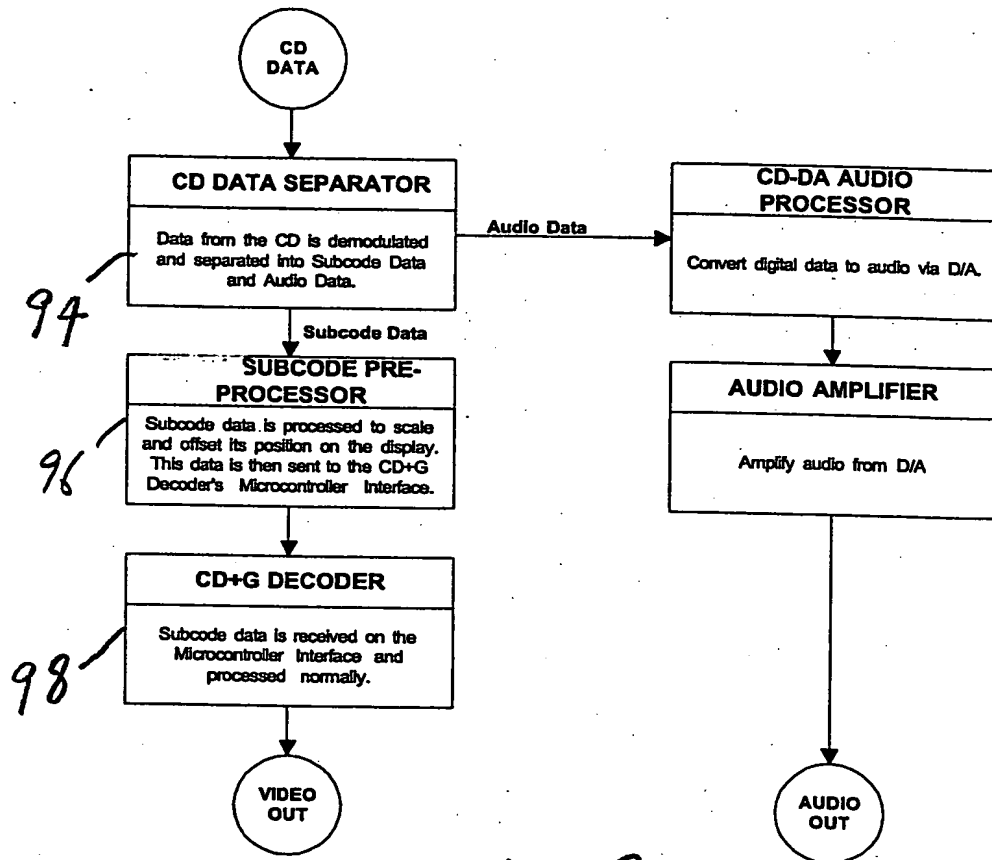 CD
DATA
CD DATA SEPARATOR
Data from the CD is demodulated
and separated into Subcode Data
and Audio Data.
94
Audio Data
CD-DA AUDIO
PROCESSOR
Convert digital data to audio via D/A.
Subcode Data
SUBCODE PRE-
PROCESSOR
Subcode data is processed to scale
and offset its position on the display.
This data is then sent to the CD+G
Decoder's Microcontroller Interface.
96
AUDIO AMPLIFIER
Amplify audio from D/A
CD+G DECODER
Subcode data is received on the
Microcontroller Interface and
processed normally.
98
VIDEO
OUT
AUDIO
OUT